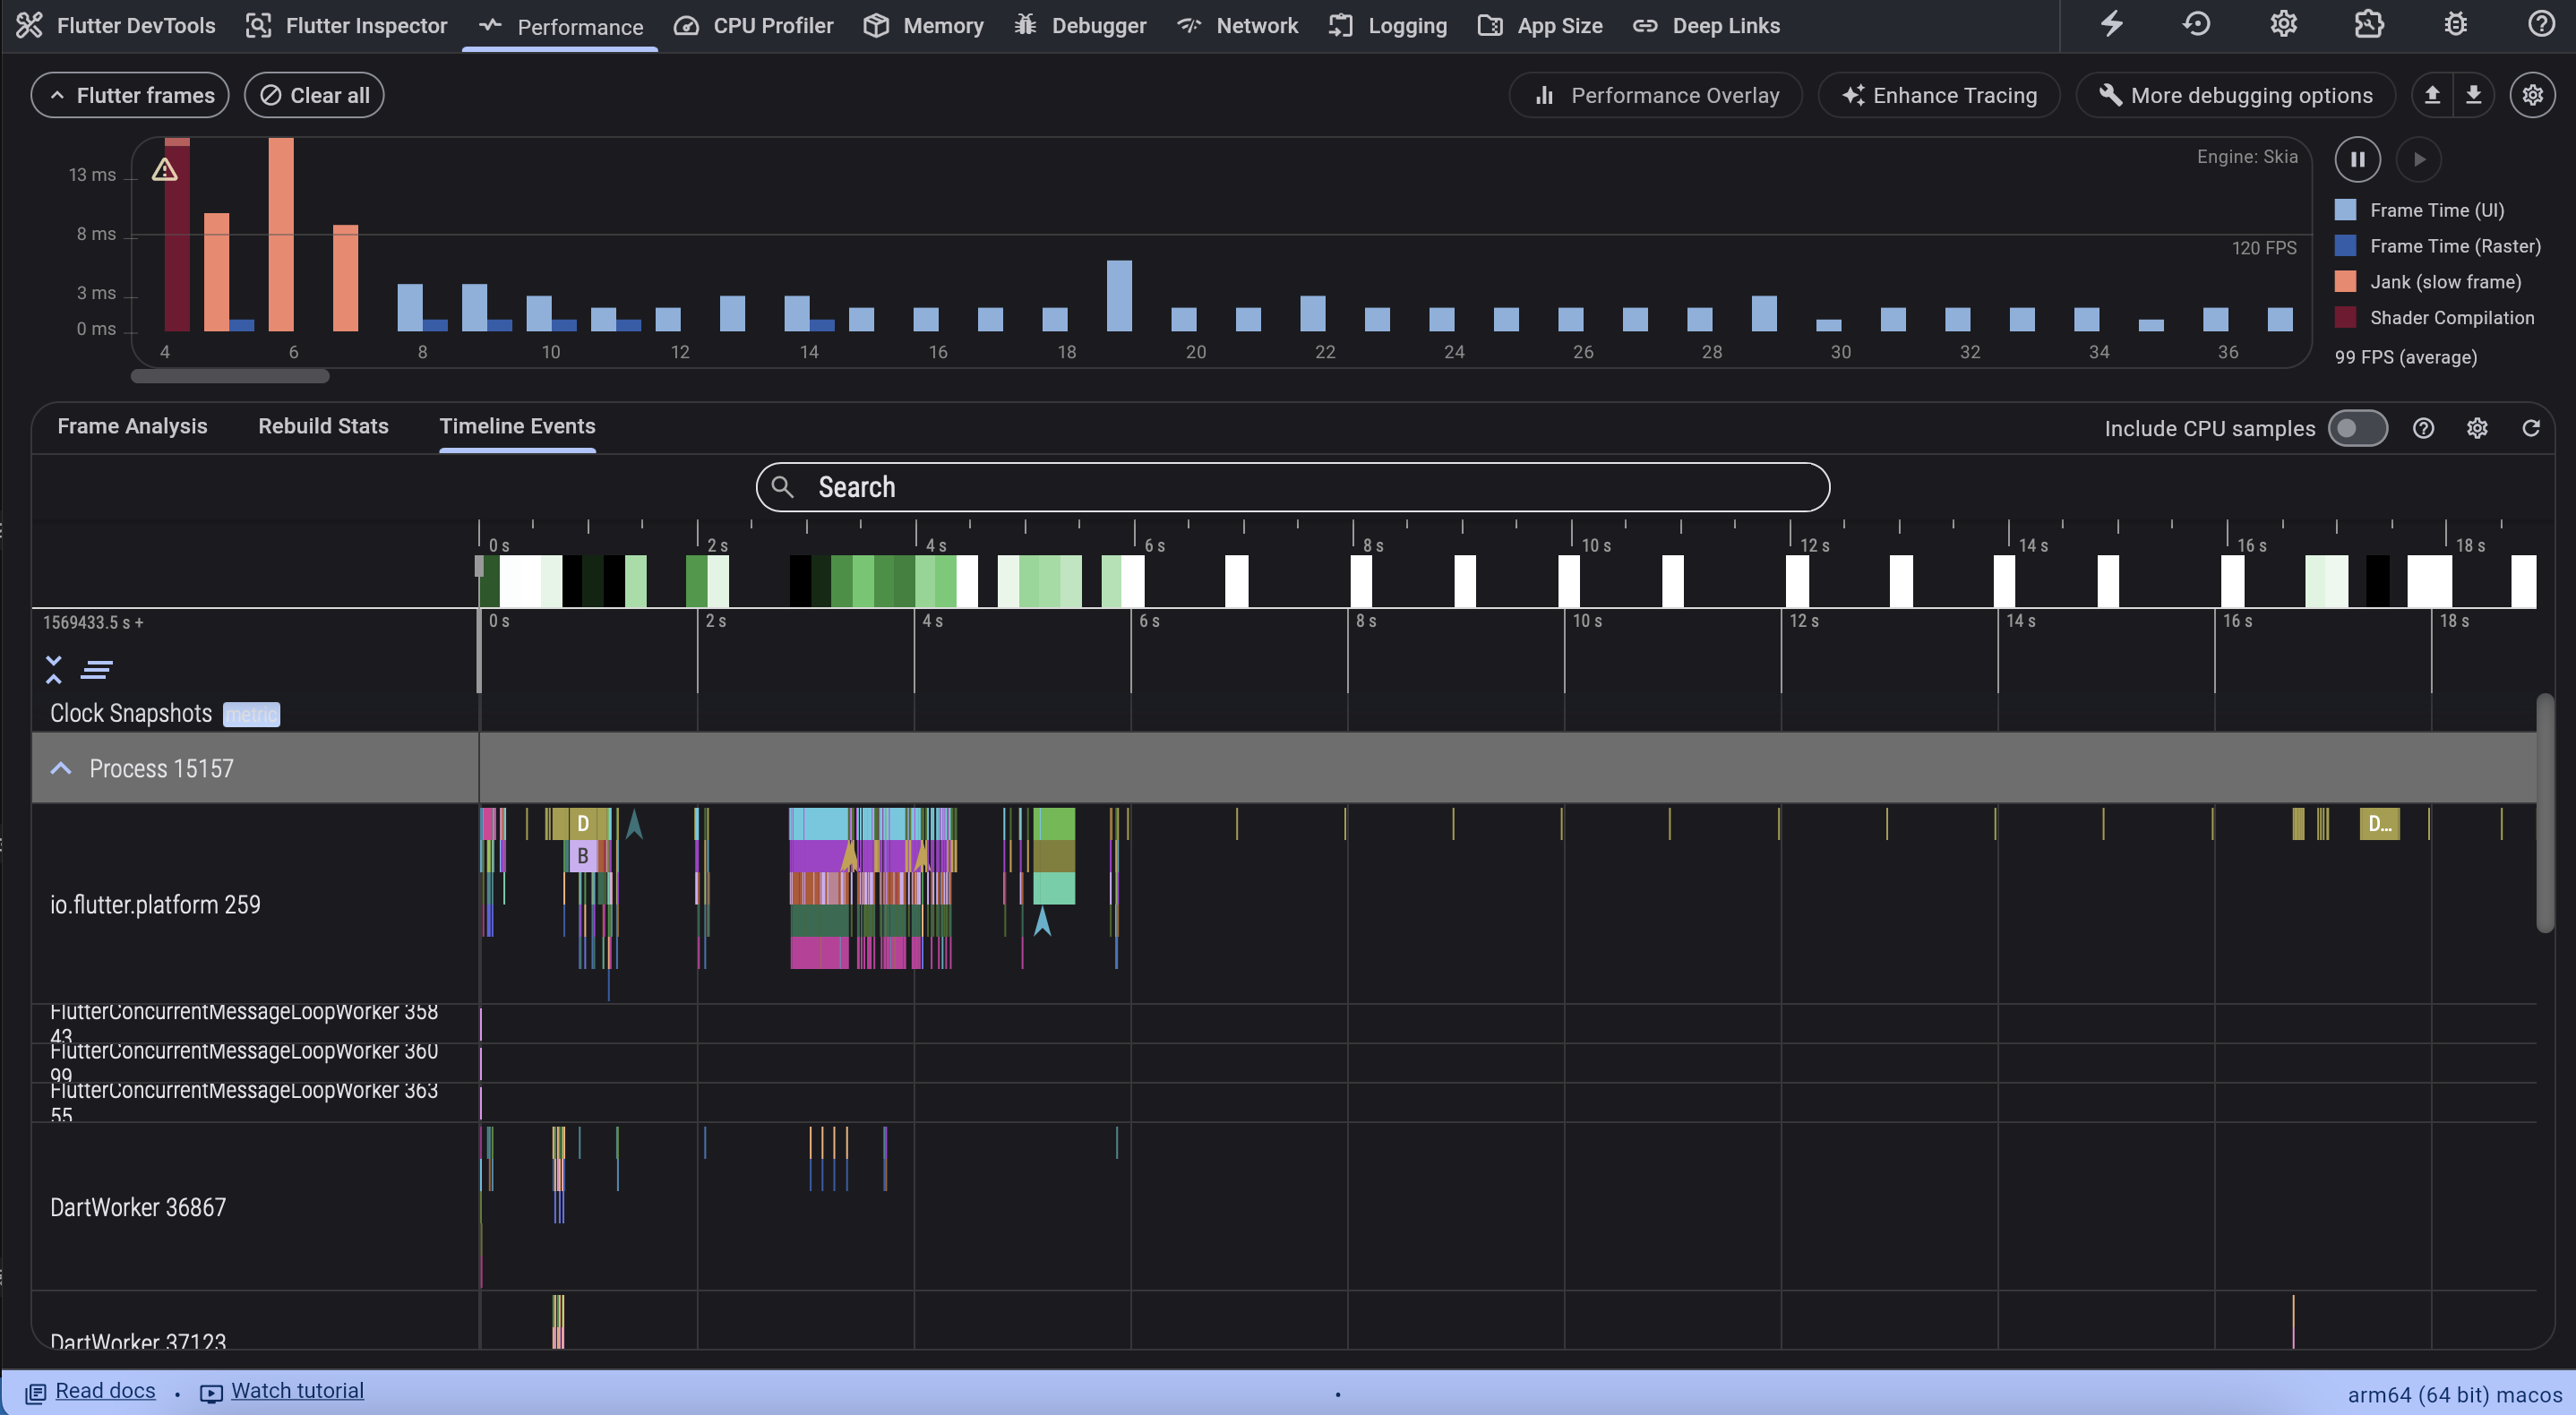 Flutter DevTools Flutter Inspector Performance CPU Profiler Memory Debugger Network Logging App Size Deep Links
Flutter frames Clear all Performance Overlay Enhance Tracing More debugging options
Engine: Skia
13 ms
8 ms
3 ms
0 ms
120 FPS
4 6 8 10 12 14 16 18 20 22 24 26 28 30 32 34 36
Frame Time (UI)
Frame Time (Raster)
Jank (slow frame)
Shader Compilation
99 FPS (average)
Frame Analysis Rebuild Stats Timeline Events Include CPU samples
Search
0 s 2 s 4 s 6 s 8 s 10 s 12 s 14 s 16 s 18 s
1569433.5 s + 0 s 2 s 4 s 6 s 8 s 10 s 12 s 14 s 16 s 18 s
Clock Snapshots metric
Process 15157
D D...
B
io.flutter.platform 259
FlutterConcurrentMessageLoopWorker 358
43
FlutterConcurrentMessageLoopWorker 360
99
FlutterConcurrentMessageLoopWorker 363
55
DartWorker 36867
DartWorker 37123
Read docs • Watch tutorial • arm64 (64 bit) macos